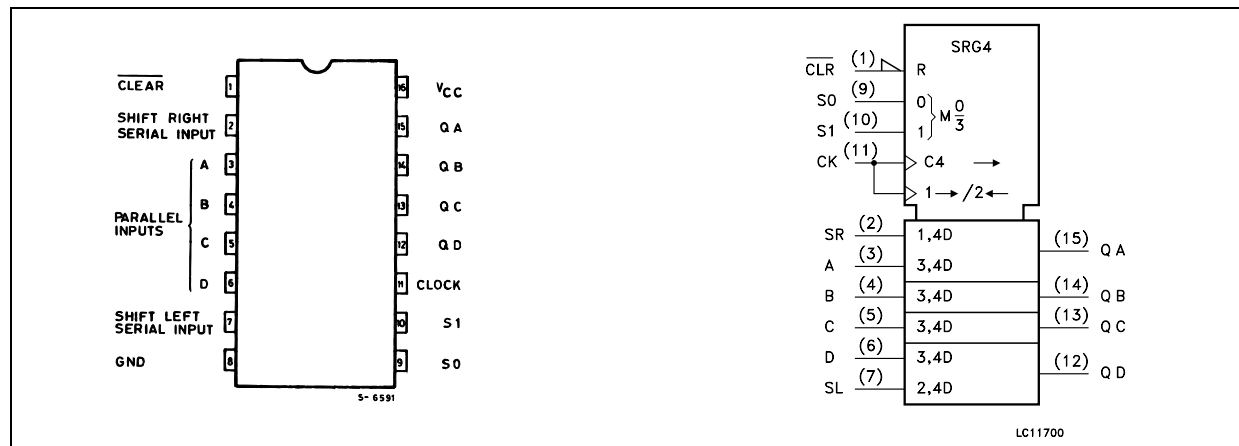 CLEAR 1 16 VCC
SHIFT RIGHT
SERIAL INPUT 2 15 QA
A 3 14 QB
B 4 13 QC
PARALLEL
INPUTS
C 5 12 QD
D 6 11 CLOCK
SHIFT LEFT
SERIAL INPUT 7 10 S1
GND 8 9 S0
S-6591
SRG4
CLR (1) R
S0 (9) 0
M 0/3
S1 (10) 1
CK (11) C4 →
1→/2←
SR (2) 1,4D (15) QA
A (3) 3,4D
B (4) 3,4D (14) QB
C (5) 3,4D (13) QC
D (6) 3,4D (12) QD
SL (7) 2,4D
LC11700